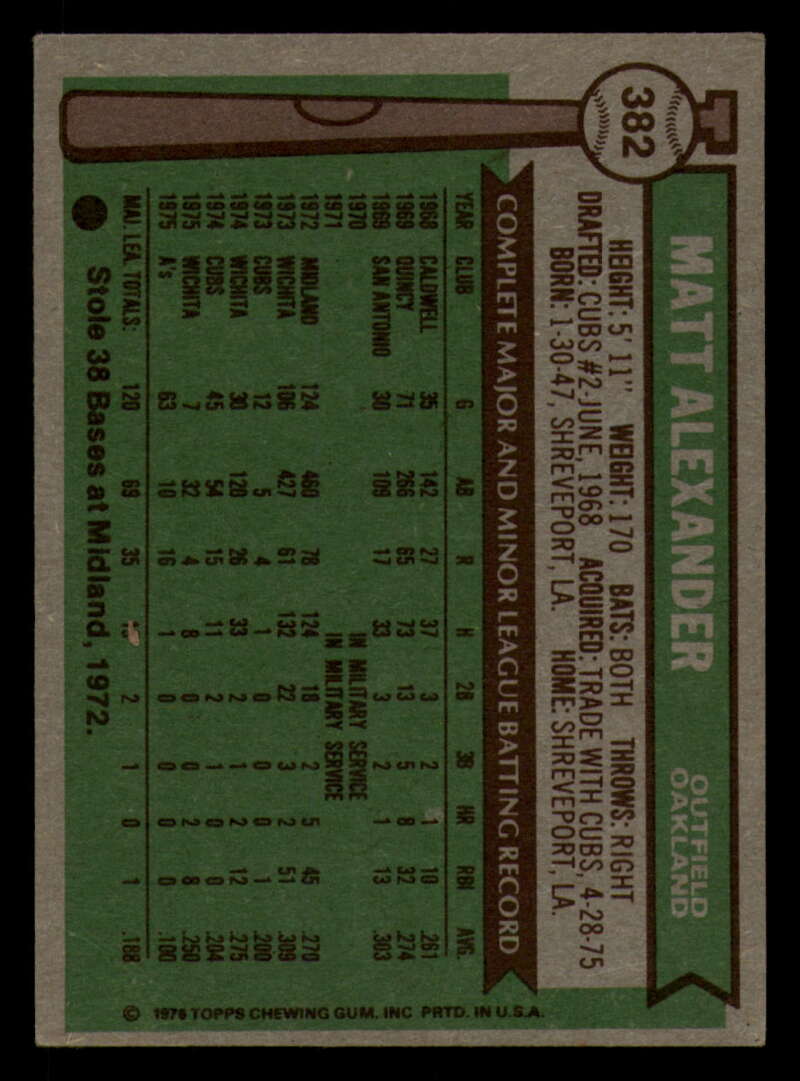 382
MATT ALEXANDER
OUTFIELD
OAKLAND
HEIGHT: 5' 11" WEIGHT: 170 BATS: BOTH THROWS: RIGHT
DRAFTED: CUBS #2-JUNE, 1968 ACQUIRED: TRADE WITH CUBS, 4-28-75
BORN: 1-30-47, SHREVEPORT, LA. HOME: SHREVEPORT, LA.
COMPLETE MAJOR AND MINOR LEAGUE BATTING RECORD
YEAR CLUB G AB R H 2B 3B HR RBI AVG.
1968 CALDWELL 35 142 27 37 3 2 1 10 .261
1969 QUINCY 71 266 65 73 13 5 8 32 .274
1969 SAN ANTONIO 30 109 17 33 3 2 1 13 .303
1970 IN MILITARY SERVICE
1971 IN MILITARY SERVICE
1972 MIDLAND 124 460 78 124 18 2 5 45 .270
1973 WICHITA 106 427 61 132 22 3 2 51 .309
1973 CUBS 12 5 4 1 0 0 0 1 .200
1974 WICHITA 30 120 26 33 2 1 2 12 .275
1974 CUBS 45 54 15 11 2 1 0 0 .204
1975 WICHITA 7 32 4 8 0 0 2 8 .250
1975 A's 63 10 16 1 0 0 0 0 .100
MAJ. LEA. TOTALS: 120 69 35 13 2 1 0 1 .188
Stole 38 Bases at Midland, 1972.
© 1976 TOPPS CHEWING GUM, INC PRTD. IN U.S.A.